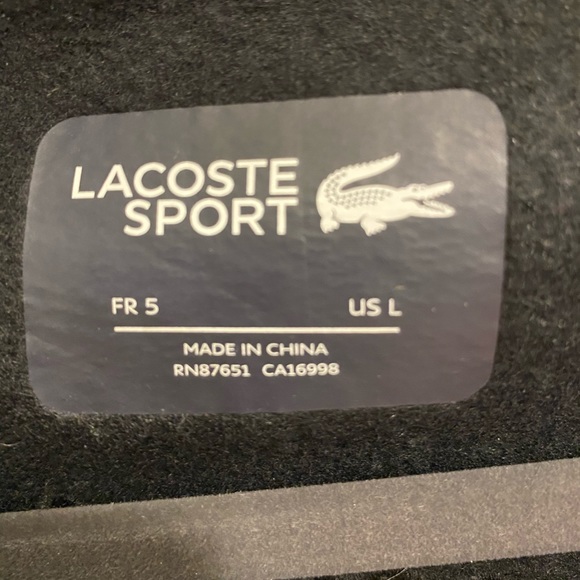 LACOSTE
SPORT
FR 5 US L
MADE IN CHINA
RN87651 CA16998